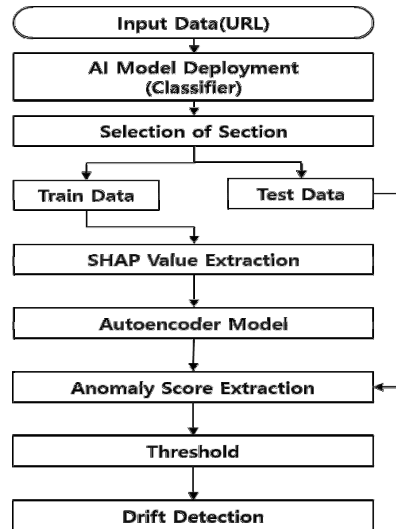 Input Data(URL)
AI Model Deployment
(Classifier)
Selection of Section
Train Data
Test Data
SHAP Value Extraction
Autoencoder Model
Anomaly Score Extraction
Threshold
Drift Detection